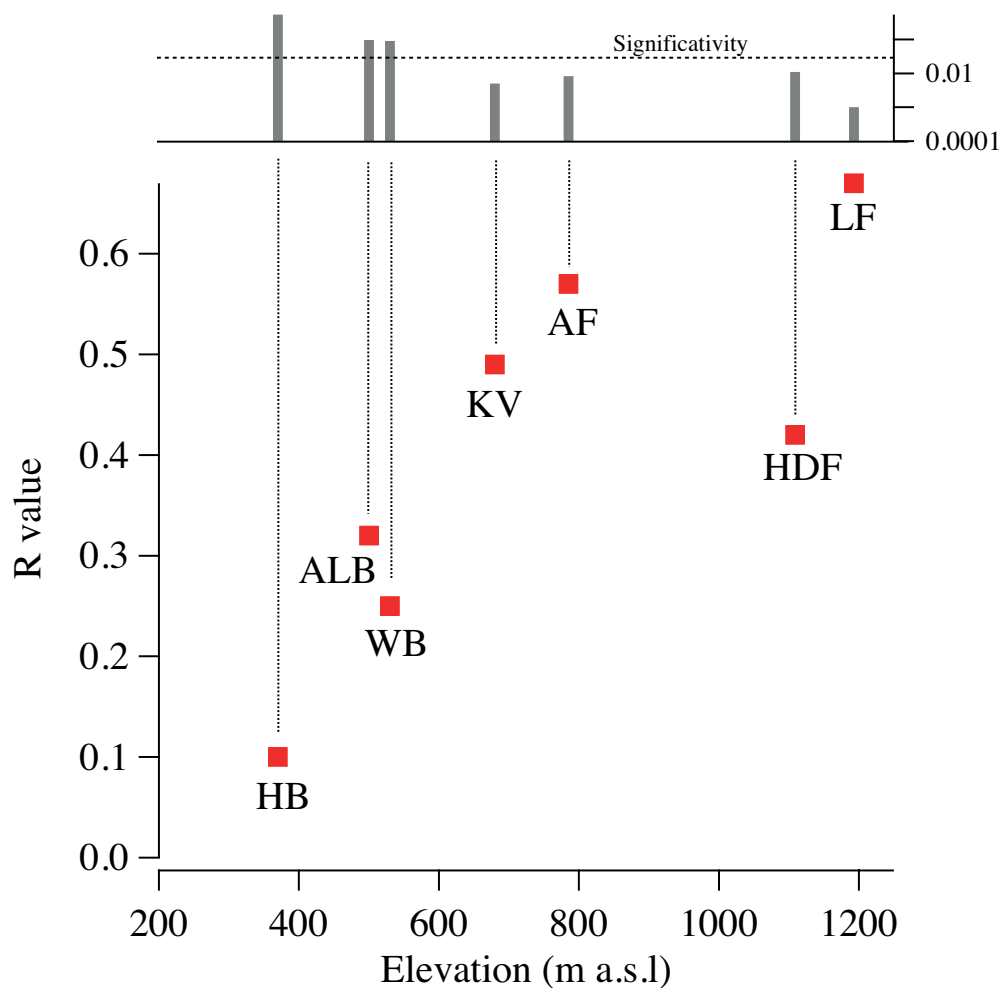 Significativity
0.01
0.0001
LF
0.6
AF
0.5
KV
HDF
0.4
R value
0.3
ALB
WB
0.2
0.1
HB
0.0
200 400 600 800 1000 1200
Elevation (m a.s.l)